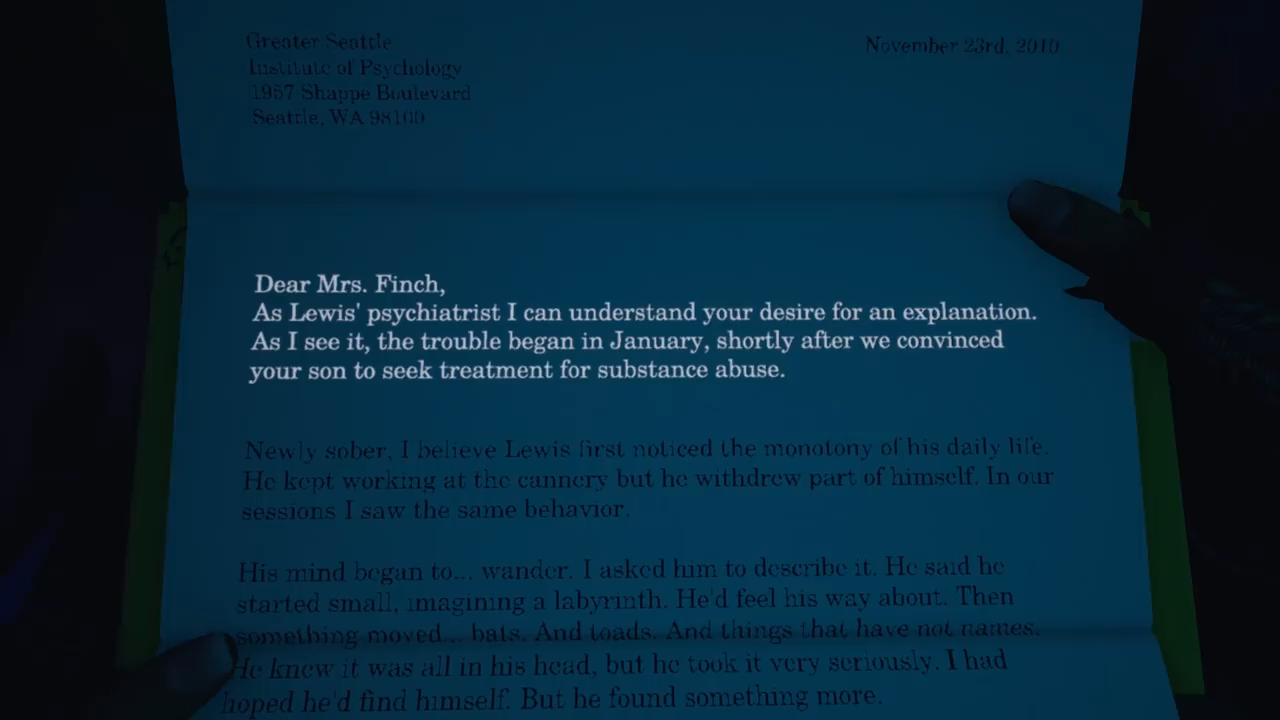 Greater Seattle
November 23rd, 2010
Institute of Psychology
1957 Shappe Boulevard
Seattle, WA 98100
Dear Mrs. Finch,
As Lewis' psychiatrist I can understand your desire for an explanation.
As I see it, the trouble began in January, shortly after we convinced
your son to seek treatment for substance abuse.
Newly sober, I believe Lewis first noticed the monotony of his daily life.
He kept working at the cannery but he withdrew part of himself. In our
sessions I saw the same behavior.
His mind began to... wander. I asked him to describe it. He said he
started small, imagining a labyrinth. He'd feel his way about. Then
something moved... bats. And toads. And things that have not names.
He knew it was all in his head, but he took it very seriously. I had
hoped he'd find himself. But he found something more.